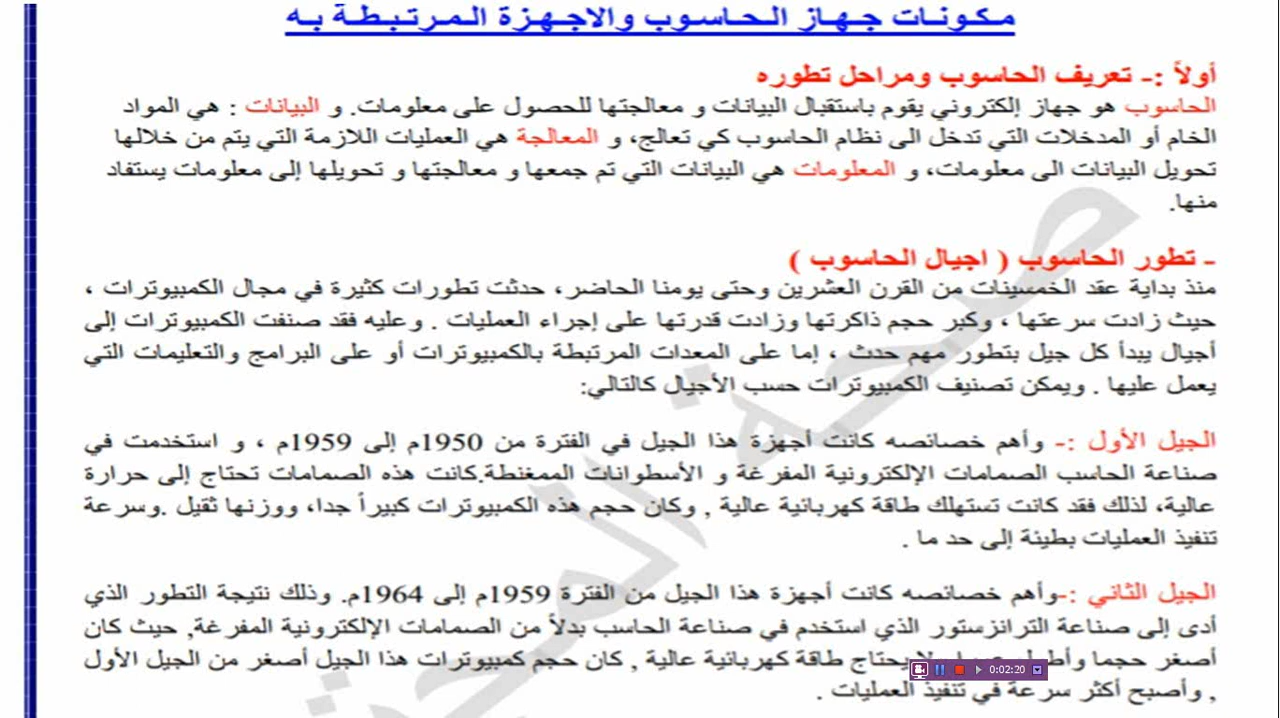 مكونات جهاز الحاسوب والاجهزة المرتبطة به
أولاً :- تعريف الحاسوب ومراحل تطوره
الحاسوب هو جهاز إلكتروني يقوم باستقبال البيانات و معالجتها للحصول على معلومات. و البيانات : هي المواد
الخام أو المدخلات التي تدخل الى نظام الحاسوب كي تعالج، و المعالجة هي العمليات اللازمة التي يتم من خلالها
تحويل البيانات الى معلومات، و المعلومات هي البيانات التي تم جمعها و معالجتها و تحويلها إلى معلومات يستفاد
منها.
- تطور الحاسوب ( اجيال الحاسوب )
منذ بداية عقد الخمسينات من القرن العشرين وحتى يومنا الحاضر، حدثت تطورات كثيرة في مجال الكمبيوترات ،
حيث زادت سرعتها ، وكبر حجم ذاكرتها وزادت قدرتها على إجراء العمليات . وعليه فقد صنفت الكمبيوترات إلى
أجيال يبدأ كل جيل بتطور مهم حدث ، إما على المعدات المرتبطة بالكمبيوترات أو على البرامج والتعليمات التي
يعمل عليها . ويمكن تصنيف الكمبيوترات حسب الأجيال كالتالي:
الجيل الأول :- وأهم خصائصه كانت أجهزة هذا الجيل في الفترة من 1950م إلى 1959م ، و استخدمت في
صناعة الحاسب الصمامات الإلكترونية المفرغة و الأسطوانات الممغنطة.كانت هذه الصمامات تحتاج إلى حرارة
عالية، لذلك فقد كانت تستهلك طاقة كهربائية عالية , وكان حجم هذه الكمبيوترات كبيراً جدا، ووزنها ثقيل .وسرعة
تنفيذ العمليات بطيئة إلى حد ما .
الجيل الثاني :-وأهم خصائصه كانت أجهزة هذا الجيل من الفترة 1959م إلى 1964م. وذلك نتيجة التطور الذي
أدى إلى صناعة الترانزستور الذي استخدم في صناعة الحاسب بدلاً من الصمامات الإلكترونية المفرغة, حيث كان
أصغر حجما يحتاج طاقة كهربائية عالية , كان حجم كمبيوترات هذا الجيل أصغر من الجيل الأول
, وأصبح أكثر سرعة في تنفيذ العمليات .
0:02:20